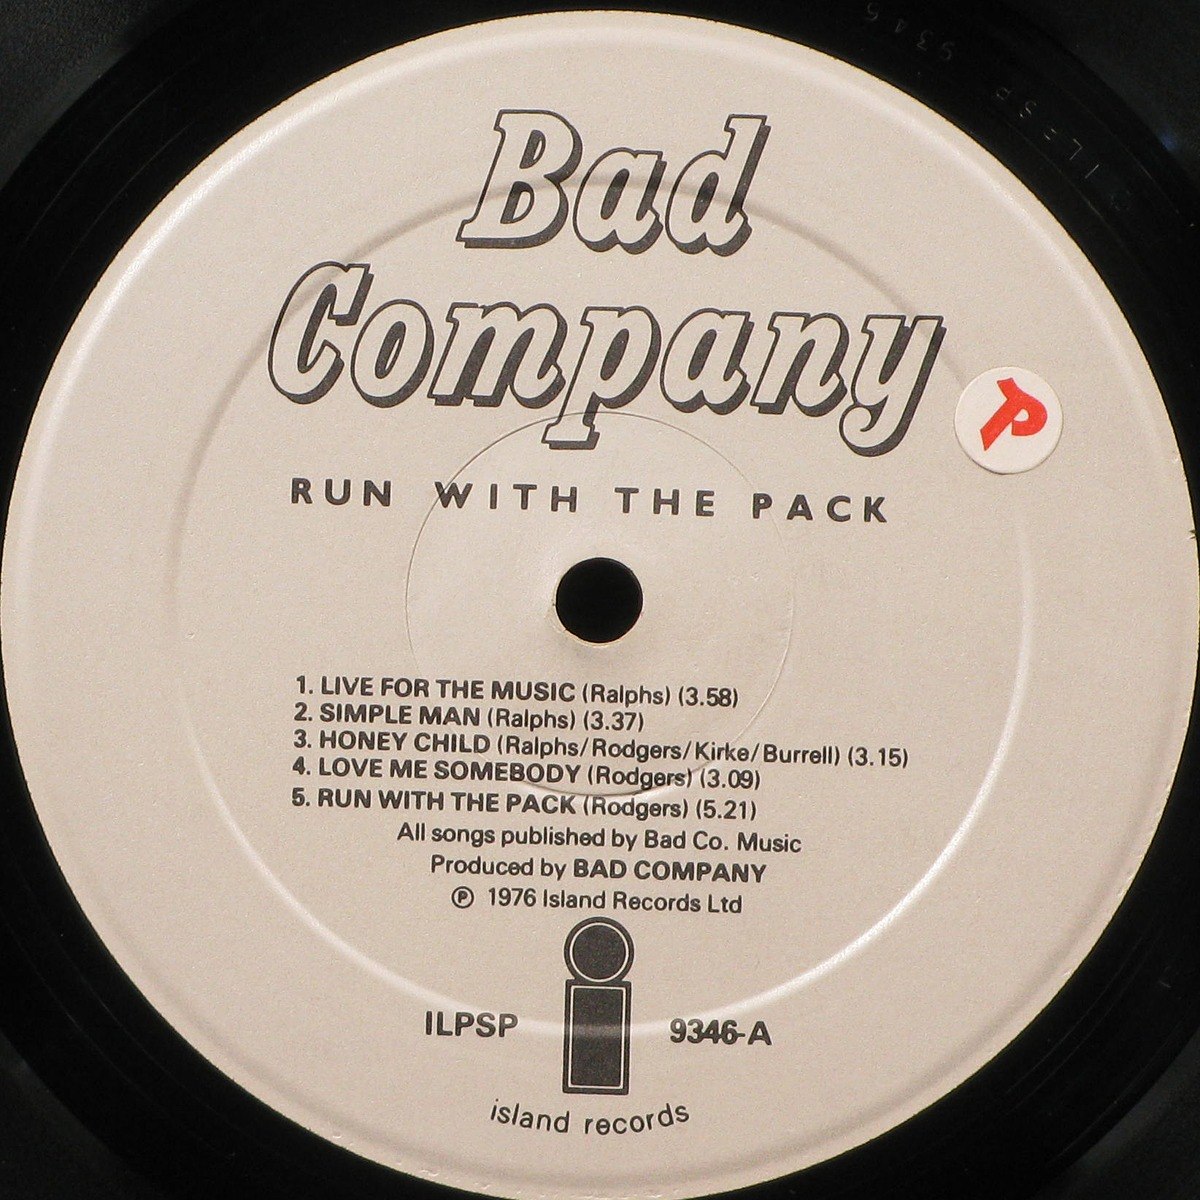 Bad
Company
P
RUN WITH THE PACK
1. LIVE FOR THE MUSIC (Ralphs) (3.58)
2. SIMPLE MAN (Ralphs) (3.37)
3. HONEY CHILD (Ralphs/Rodgers/Kirke/Burrell) (3.15)
4. LOVE ME SOMEBODY (Rodgers) (3.09)
5. RUN WITH THE PACK (Rodgers) (5.21)
All songs published by Bad Co. Music
Produced by BAD COMPANY
℗ 1976 Island Records Ltd
ILPSP 9346-A
island records